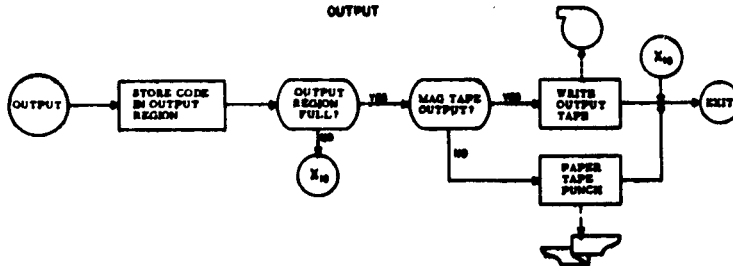 OUTPUT
OUTPUT
STORE CODE
IN OUTPUT
REGION
OUTPUT
REGION
FULL?
YES
NO
X10
MAG TAPE
OUTPUT?
YES
NO
WRITE
OUTPUT
TAPE
PAPER
TAPE
PUNCH
X10
EXIT